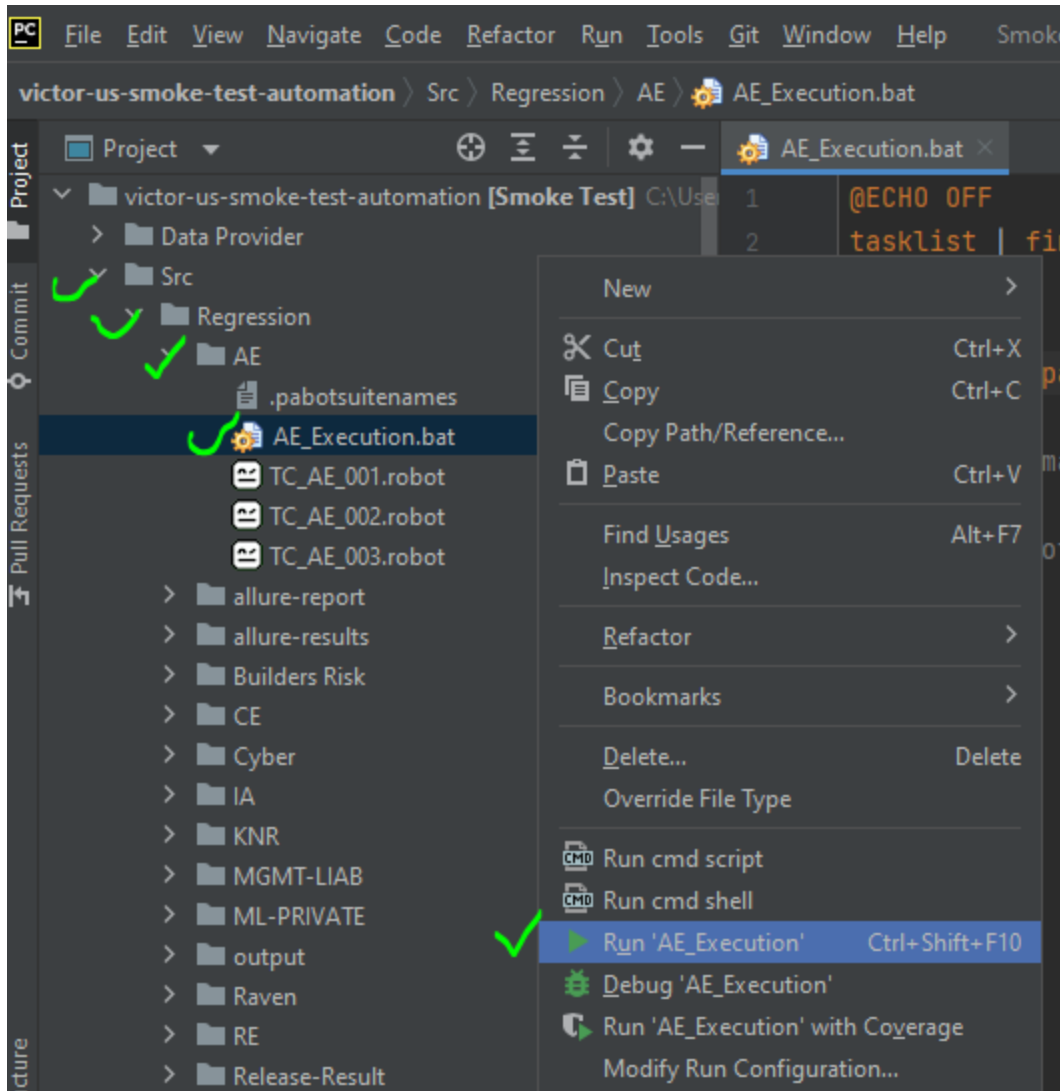 PC File Edit View Navigate Code Refactor Run Tools Git Window Help
victor-us-smoke-test-automation Src Regression AE AE_Execution.bat
Project
Project
AE_Execution.bat
victor-us-smoke-test-automation [Smoke Test]
1 @ECHO OFF
Data Provider
2 tasklist |
Src
Regression
AE
.pabotsuitenames
AE_Execution.bat
TC_AE_001.robot
TC_AE_002.robot
TC_AE_003.robot
allure-report
allure-results
Builders Risk
CE
Cyber
IA
KNR
MGMT-LIAB
ML-PRIVATE
output
Raven
RE
Release-Result
Commit
Pull Requests
New
Cut Ctrl+X
Copy Ctrl+C
Copy Path/Reference...
Paste Ctrl+V
Find Usages Alt+F7
Inspect Code...
Refactor
Bookmarks
Delete... Delete
Override File Type
CMD Run cmd script
CMD Run cmd shell
Run 'AE_Execution' Ctrl+Shift+F10
Debug 'AE_Execution'
Run 'AE_Execution' with Coverage
Modify Run Configuration...